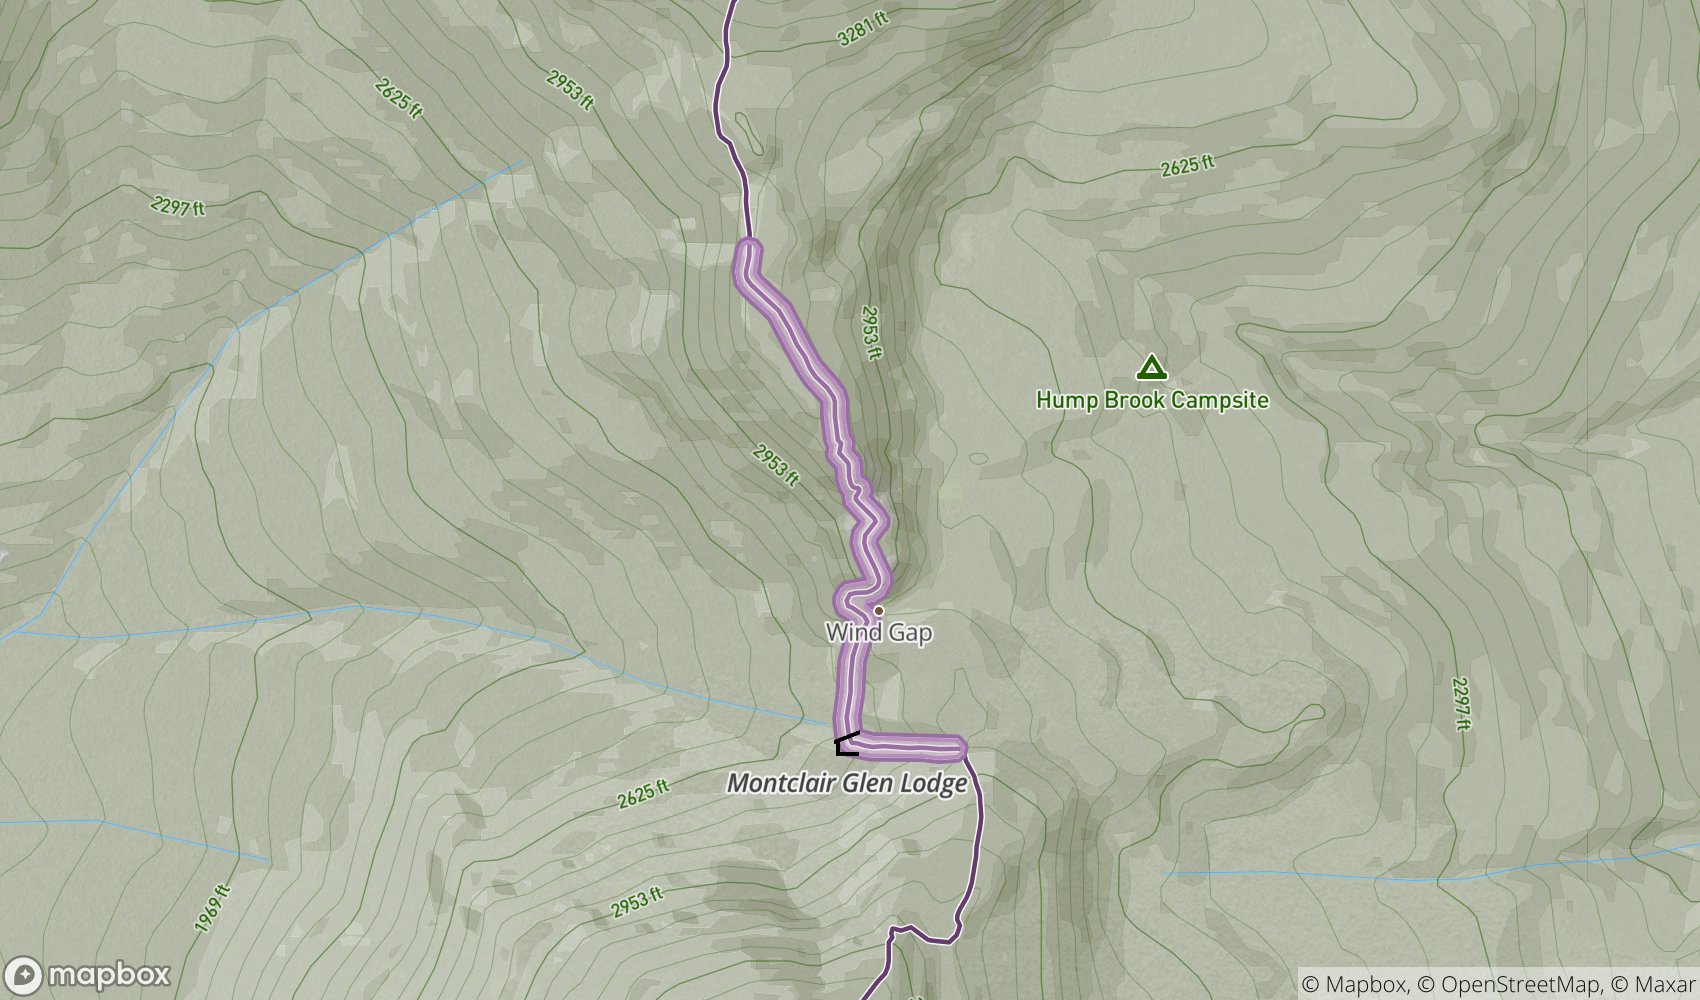 3281 ft
2953 ft
2625 ft
2625 ft
2297 ft
2953 ft
Hump Brook Campsite
2953 ft
Wind Gap
2297 ft
Montclair Glen Lodge
2625 ft
2953 ft
1969 ft
mapbox
© Mapbox, © OpenStreetMap, © Maxar